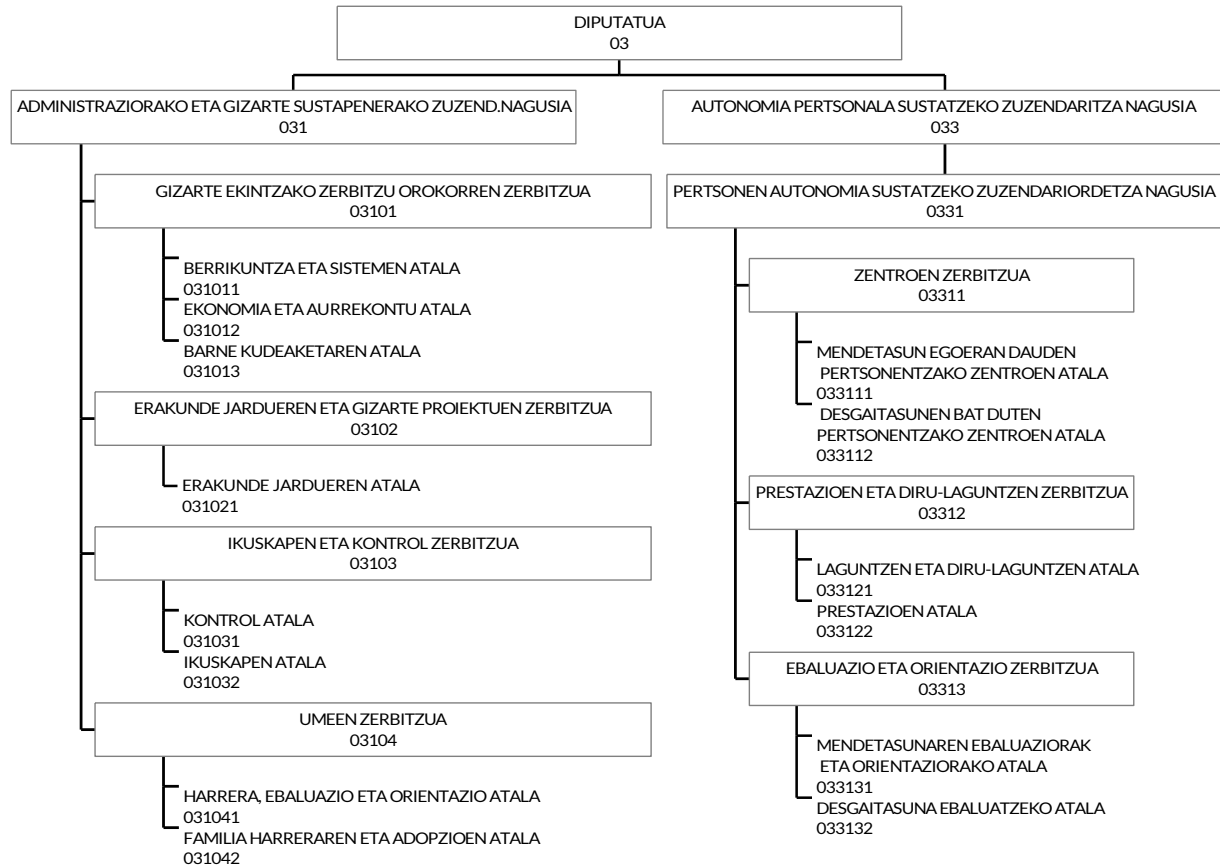 DIPUTATUA
03
ADMINISTRAZIORAKO ETA GIZARTE SUSTAPENERAKO ZUZEND.NAGUSIA
031
GIZARTE EKINTZAKO ZERBITZU OROKORREN ZERBITZUA
03101
BERRIKUNTZA ETA SISTEMEN ATALA
031011
EKONOMIA ETA AURREKONTU ATALA
031012
BARNE KUDEAKETAREN ATALA
031013
ERAKUNDE JARDUEREN ETA GIZARTE PROIEKTUEN ZERBITZUA
03102
ERAKUNDE JARDUEREN ATALA
031021
IKUSKAPEN ETA KONTROL ZERBITZUA
03103
KONTROL ATALA
031031
IKUSKAPEN ATALA
031032
UMEEN ZERBITZUA
03104
HARRERA, EBALUAZIO ETA ORIENTAZIO ATALA
031041
FAMILIA HARRERAREN ETA ADOPZIOEN ATALA
031042
AUTONOMIA PERTSONALA SUSTATZEKO ZUZENDARITZA NAGUSIA
033
PERTSONEN AUTONOMIA SUSTATZEKO ZUZENDARIORDETZA NAGUSIA
0331
ZENTROEN ZERBITZUA
03311
MENDETASUN EGOERAN DAUDEN
PERTSONENTZAKO ZENTROEN ATALA
033111
DESGAITASUNEN BAT DUTEN
PERTSONENTZAKO ZENTROEN ATALA
033112
PRESTAZIOEN ETA DIRU-LAGUNTZEN ZERBITZUA
03312
LAGUNTZEN ETA DIRU-LAGUNTZEN ATALA
033121
PRESTAZIOEN ATALA
033122
EBALUAZIO ETA ORIENTAZIO ZERBITZUA
03313
MENDETASUNAREN EBALUAZIORAK
ETA ORIENTAZIORAKO ATALA
033131
DESGAITASUNA EBALUATZEKO ATALA
033132